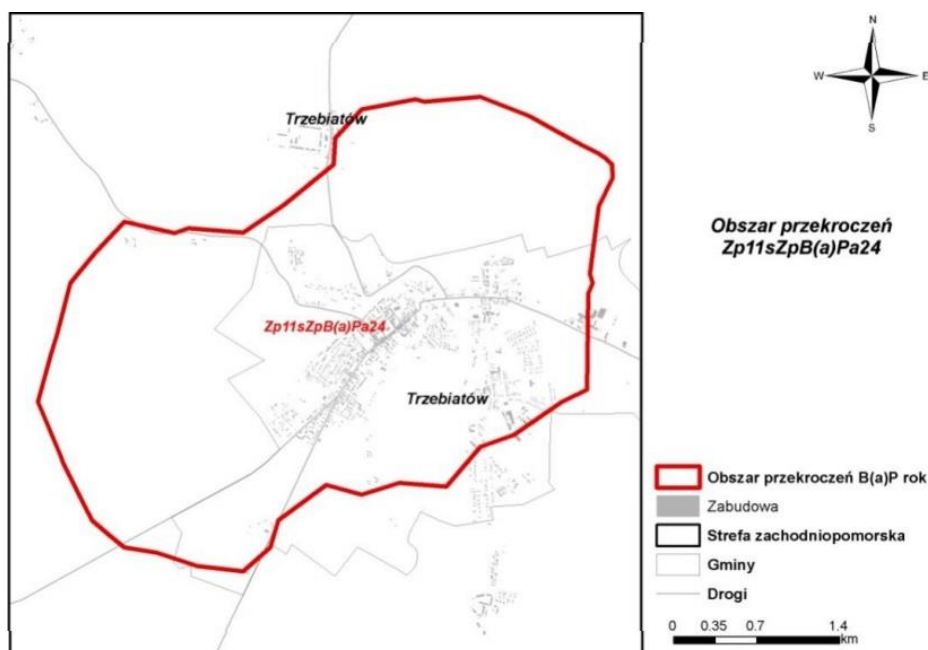 N
W E
S
Trzebiatów
Obszar przekroczeń
Zp11sZpB(a)Pa24
Zp11sZpB(a)Pa24
Trzebiatów
Obszar przekroczeń B(a)P rok
Zabudowa
Strefa zachodniopomorska
Gminy
Drogi
0 0.35 0.7 1.4
km